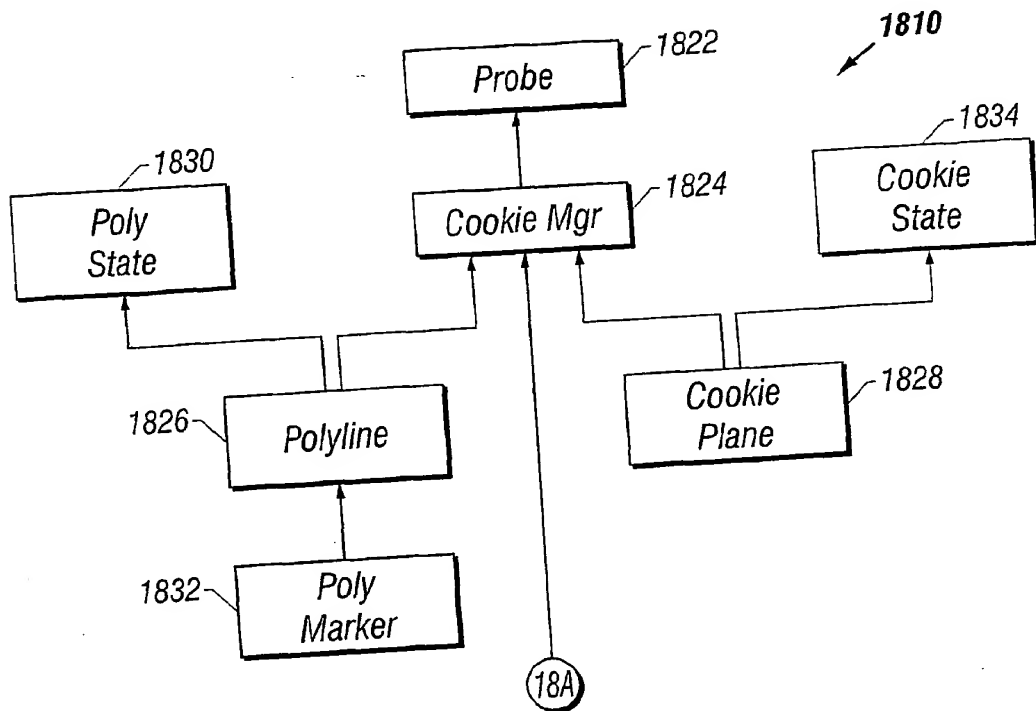 1810
Probe
1822
1834
Cookie
State
1830
Poly
State
1824
Cookie Mgr
1826
Polyline
1828
Cookie
Plane
1832
Poly
Marker
18A